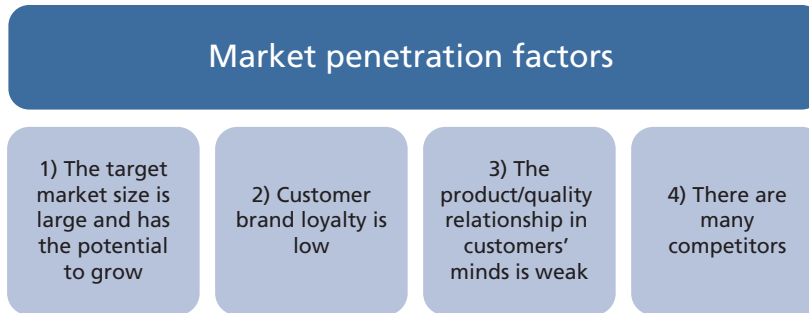 Market penetration factors
1) The target
market size is
large and has
the potential
to grow
2) Customer
brand loyalty is
low
3) The
product/quality
relationship in
customers’
minds is weak
4) There are
many
competitors